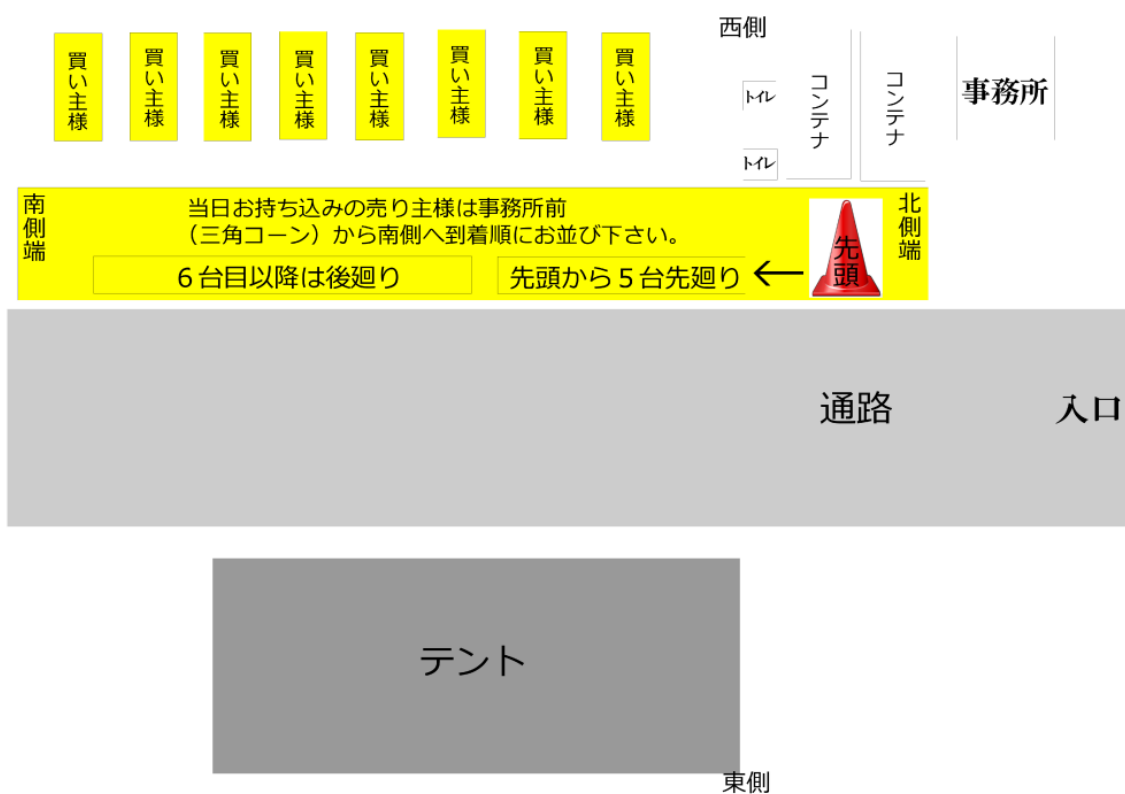 西側
買い主様
買い主様
買い主様
買い主様
買い主様
買い主様
買い主様
買い主様
トイレ
トイレ
コンテナ
コンテナ
事務所
南側端
当日お持ち込みの売り主様は事務所前
（三角コーン）から南側へ到着順にお並び下さい。
６台目以降は後廻り
先頭から５台先廻り
←
先頭
北側端
通路
入口
テント
東側